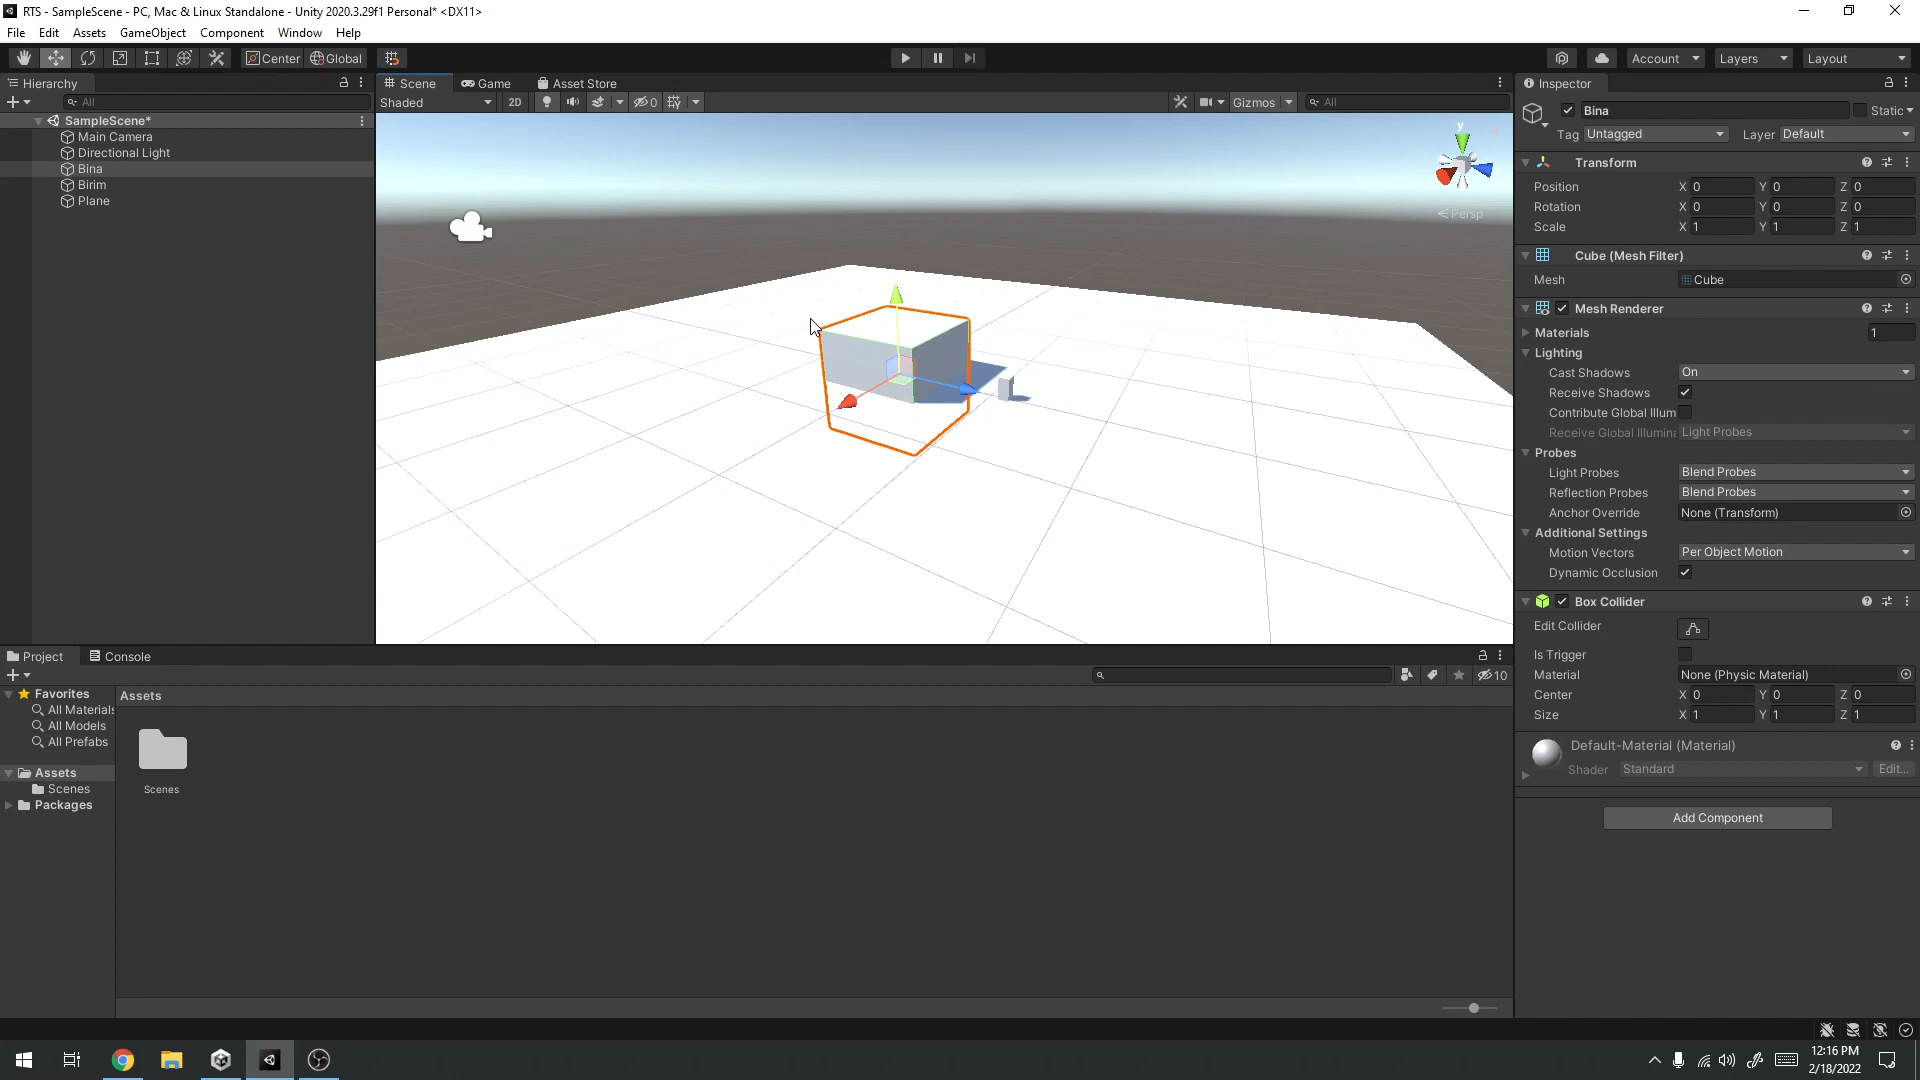 RTS - SampleScene - PC, Mac & Linux Standalone - Unity 2020.3.29f1 Personal* <DX11>
File Edit Assets GameObject Component Window Help
Center Global Account Layers Layout
Hierarchy
All
SampleScene*
Main Camera
Directional Light
Bina
Birim
Plane
Scene Game Asset Store
Shaded 2D 0 Gizmos All
y
Persp
Inspector
Bina Static
Tag Untagged Layer Default
Transform
Position X 0 Y 0 Z 0
Rotation X 0 Y 0 Z 0
Scale X 1 Y 1 Z 1
Cube (Mesh Filter)
Mesh Cube
Mesh Renderer
Materials 1
Lighting
Cast Shadows On
Receive Shadows
Contribute Global Illum
Receive Global Illumina Light Probes
Probes
Light Probes Blend Probes
Reflection Probes Blend Probes
Anchor Override None (Transform)
Additional Settings
Motion Vectors Per Object Motion
Dynamic Occlusion
Box Collider
Edit Collider
Is Trigger
Material None (Physic Material)
Center X 0 Y 0 Z 0
Size X 1 Y 1 Z 1
Default-Material (Material)
Shader Standard Edit...
Add Component
Project Console
10
Favorites
All Materials
All Models
All Prefabs
Assets
Scenes
Packages
Assets
Scenes
12:16 PM
2/18/2022